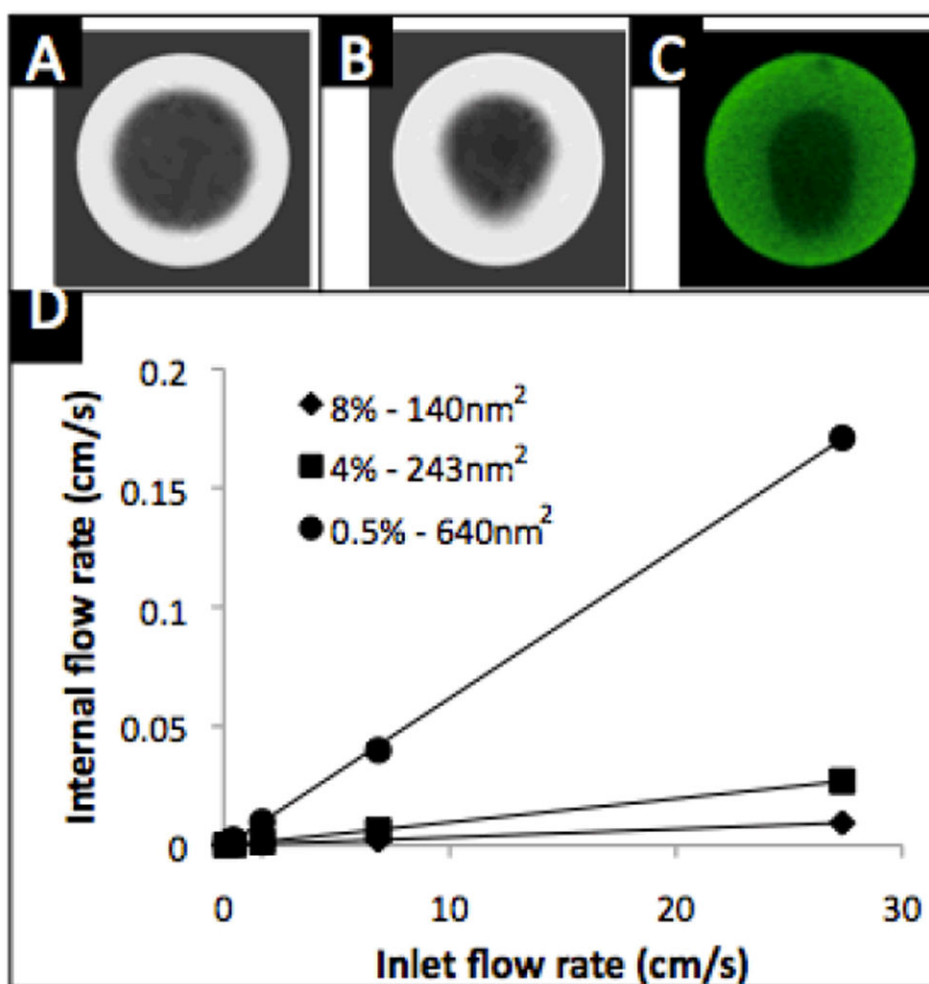 A
B
C
D
0.2
0.15
0.1
0.05
0
Internal flow rate (cm/s)
8% - 140nm²
4% - 243nm²
0.5% - 640nm²
0
10
20
30
Inlet flow rate (cm/s)